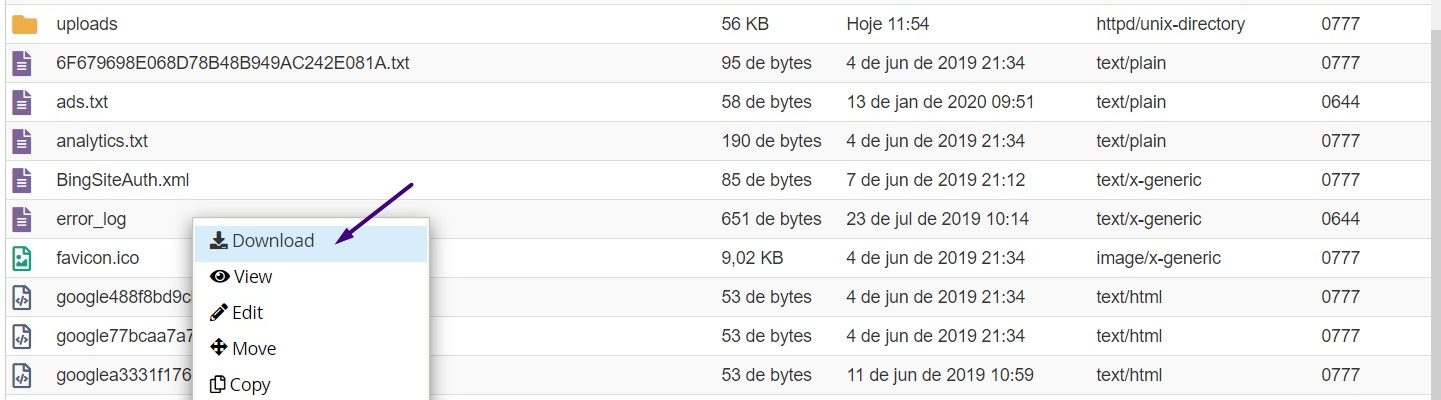 uploads 56 KB Hoje 11:54 httpd/unix-directory 0777
6F679698E068D78B48B949AC242E081A.txt 95 de bytes 4 de jun de 2019 21:34 text/plain 0777
ads.txt 58 de bytes 13 de jan de 2020 09:51 text/plain 0644
analytics.txt 190 de bytes 4 de jun de 2019 21:34 text/plain 0777
BingSiteAuth.xml 85 de bytes 7 de jun de 2019 21:12 text/x-generic 0777
error_log 651 de bytes 23 de jul de 2019 10:14 text/x-generic 0644
Download
favicon.ico 9,02 KB 4 de jun de 2019 21:34 image/x-generic 0777
View
google488f8bd9c 53 de bytes 4 de jun de 2019 21:34 text/html 0777
Edit
google77bcaa7a7 53 de bytes 4 de jun de 2019 21:34 text/html 0777
Move
googlea3331f176 53 de bytes 11 de jun de 2019 10:59 text/html 0777
Copy